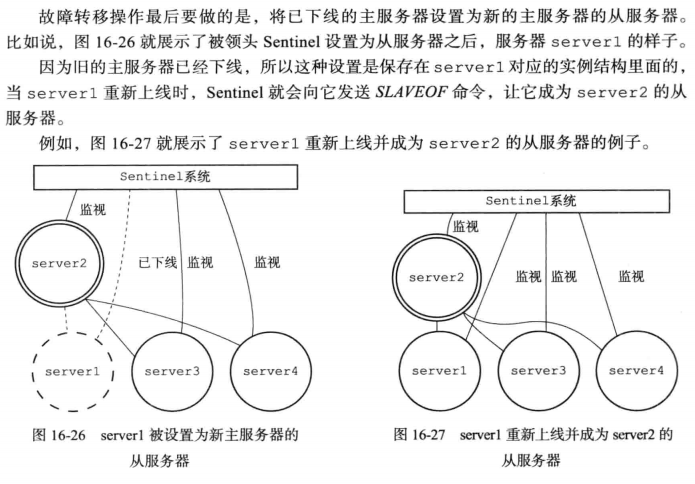 故障转移操作最后要做的是，将已下线的主服务器设置为新的主服务器的从服务器。
比如说，图 16-26 就展示了被领头 Sentinel 设置为从服务器之后，服务器 server1 的样子。
因为旧的主服务器已经下线，所以这种设置是保存在 server1 对应的实例结构里面的，
当 server1 重新上线时，Sentinel 就会向它发送 SLAVEOF 命令，让它成为 server2 的从
服务器。
例如，图 16-27 就展示了 server1 重新上线并成为 server2 的从服务器的例子。
Sentinel系统
监视
server2
已下线
监视
监视
server1
server3
server4
图 16-26 server1 被设置为新主服务器的
从服务器
Sentinel系统
监视
server2
监视
监视
监视
server1
server3
server4
图 16-27 server1 重新上线并成为 server2 的
从服务器